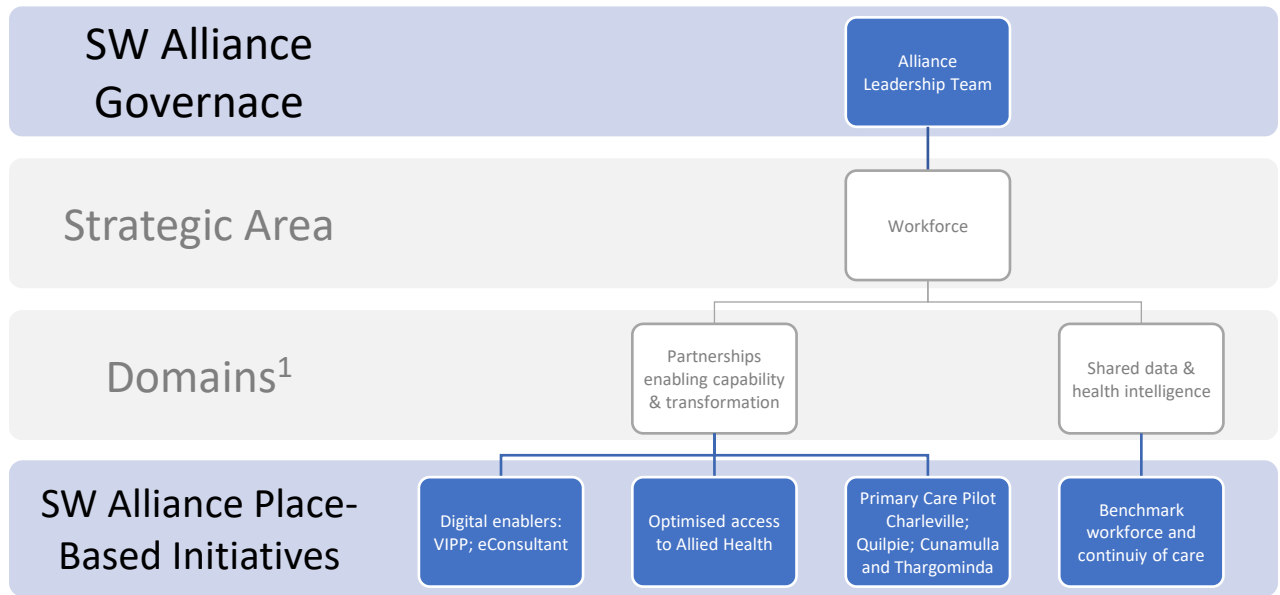 SW Alliance
Governace
Alliance
Leadership Team
Strategic Area
Workforce
Domains1
Partnerships
enabling capability
& transformation
Shared data &
health intelligence
SW Alliance Place-
Based Initiatives
Digital enablers:
VIPP; eConsultant
Optimised access
to Allied Health
Primary Care Pilot
Charleville;
Quilpie; Cunamulla
and Thargominda
Benchmark
workforce and
continuiy of care